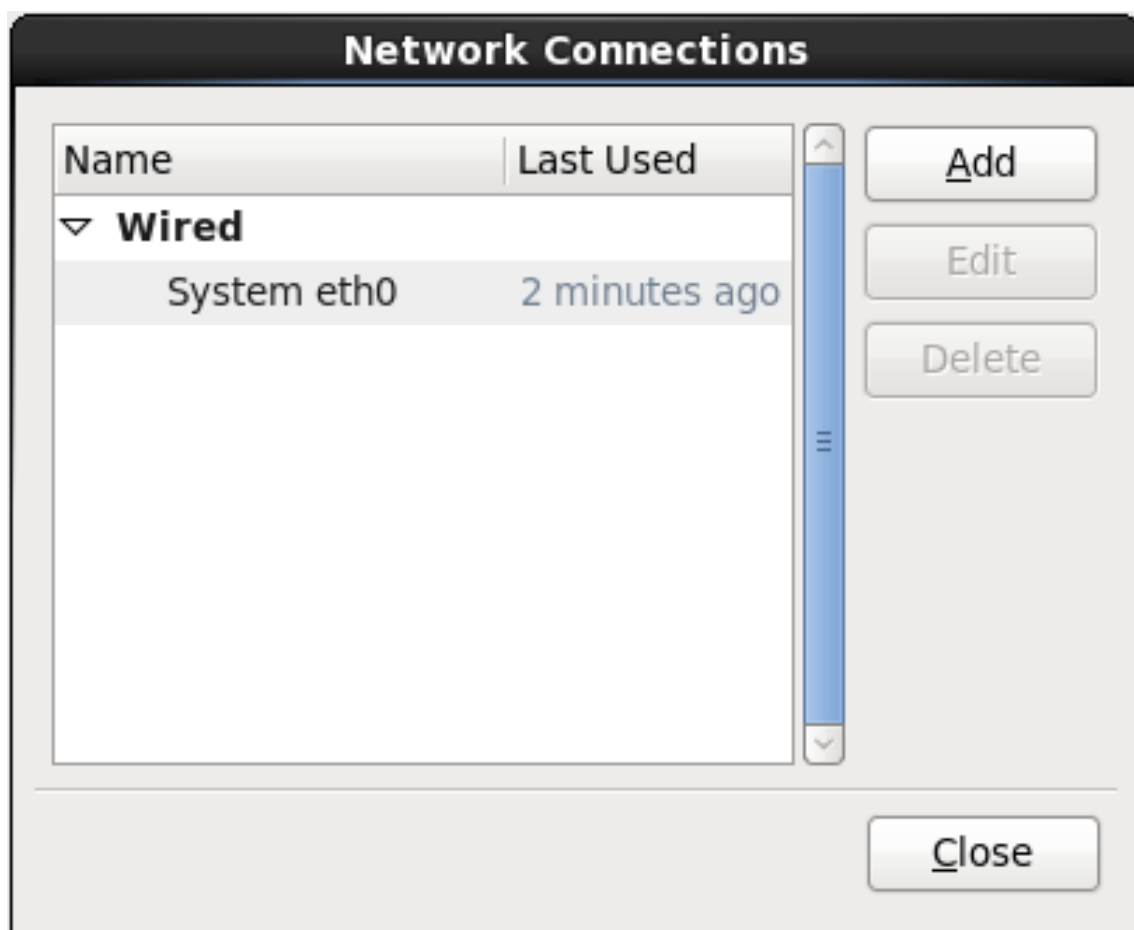 Network Connections
Name Last Used
Add
Wired
Edit
System eth0 2 minutes ago
Delete
Close